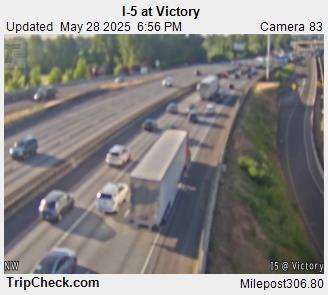 I-5 at Victory
Updated May 28 2025 6:56 PM Camera 83
NW I5 @ Victory
TripCheck.com Milepost306.80